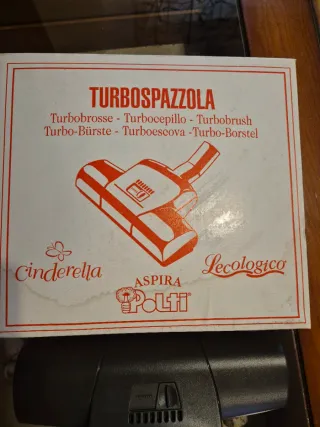 TURBOSPAZZOLA
Turbobrosse - Turbocepillo - Turbobrush
Turbo-Bürste - Turboescova - Turbo-Borstel
Cinderella
Lecologico
ASPIRA
POLTI